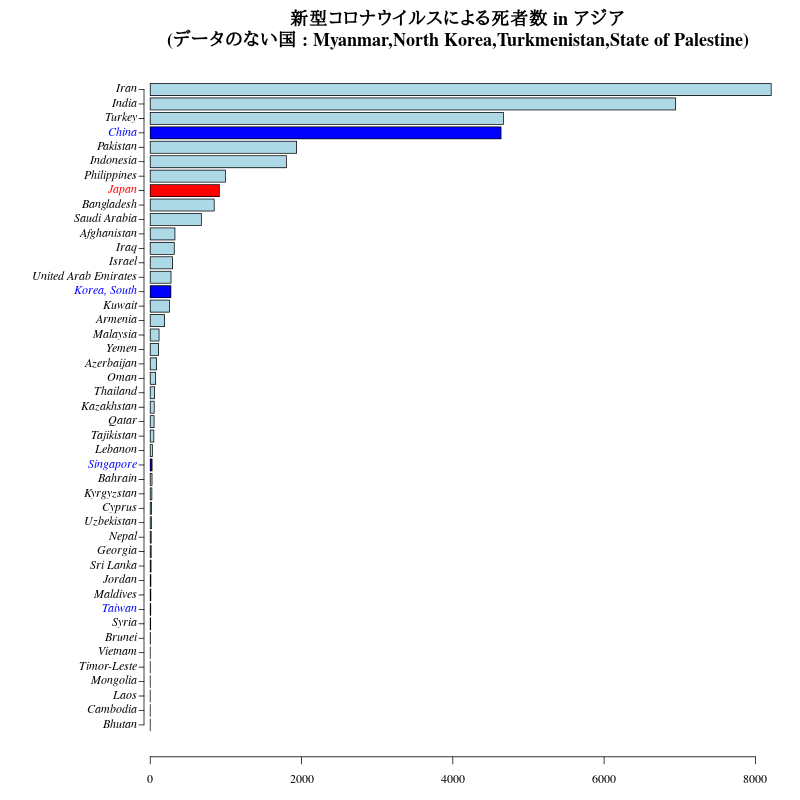 新型コロナウイルスによる死者数 in アジア
(データのない国 : Myanmar,North Korea,Turkmenistan,State of Palestine)
Iran
India
Turkey
China
Pakistan
Indonesia
Philippines
Japan
Bangladesh
Saudi Arabia
Afghanistan
Iraq
Israel
United Arab Emirates
Korea, South
Kuwait
Armenia
Malaysia
Yemen
Azerbaijan
Oman
Thailand
Kazakhstan
Qatar
Tajikistan
Lebanon
Singapore
Bahrain
Kyrgyzstan
Cyprus
Uzbekistan
Nepal
Georgia
Sri Lanka
Jordan
Maldives
Taiwan
Syria
Brunei
Vietnam
Timor-Leste
Mongolia
Laos
Cambodia
Bhutan
0 2000 4000 6000 8000